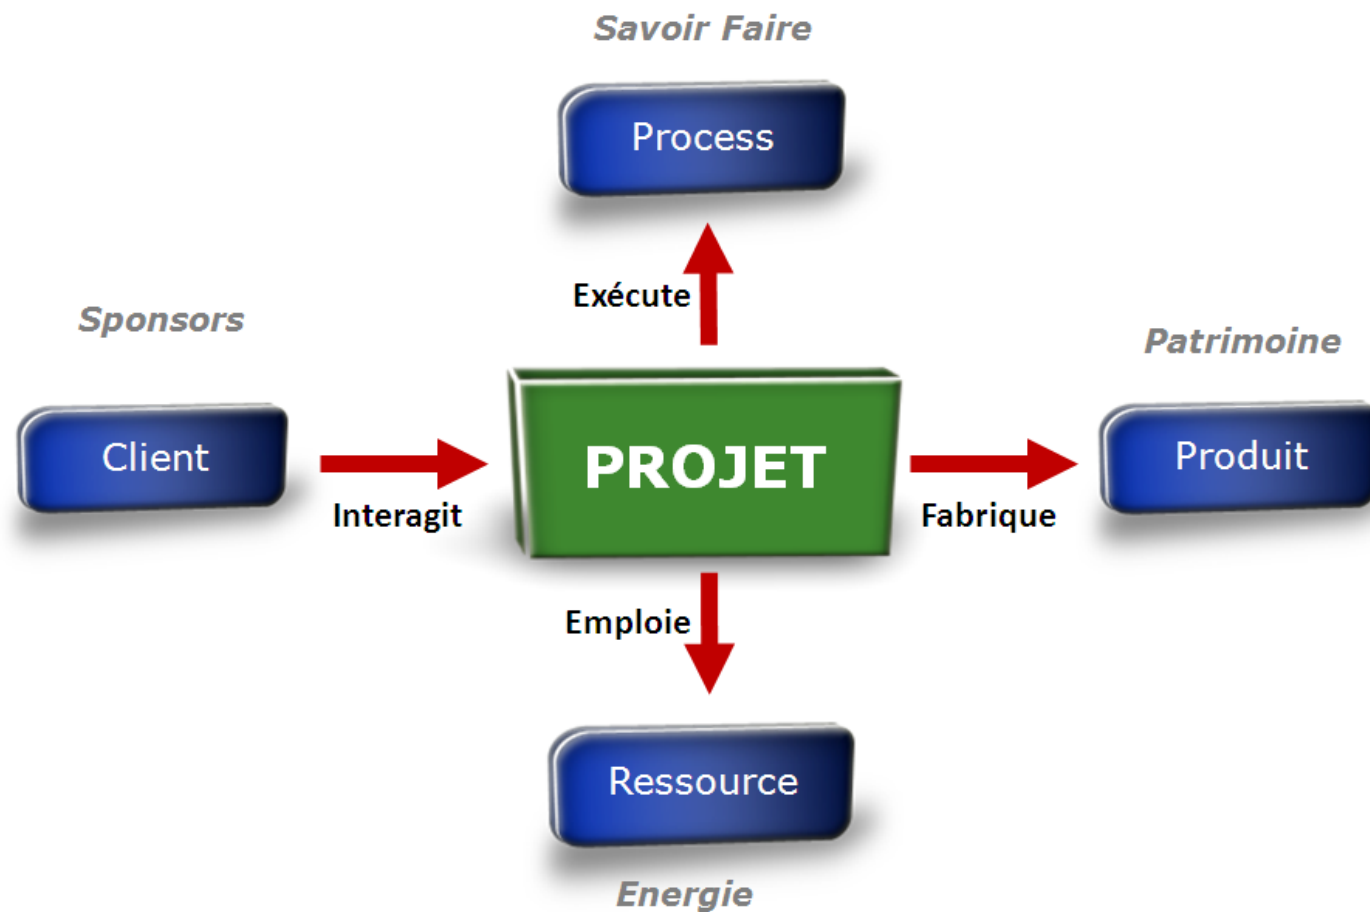 Savoir Faire
Process
Exécute
Sponsors
Patrimoine
Client
PROJET
Produit
Interagit
Fabrique
Emploie
Ressource
Energie